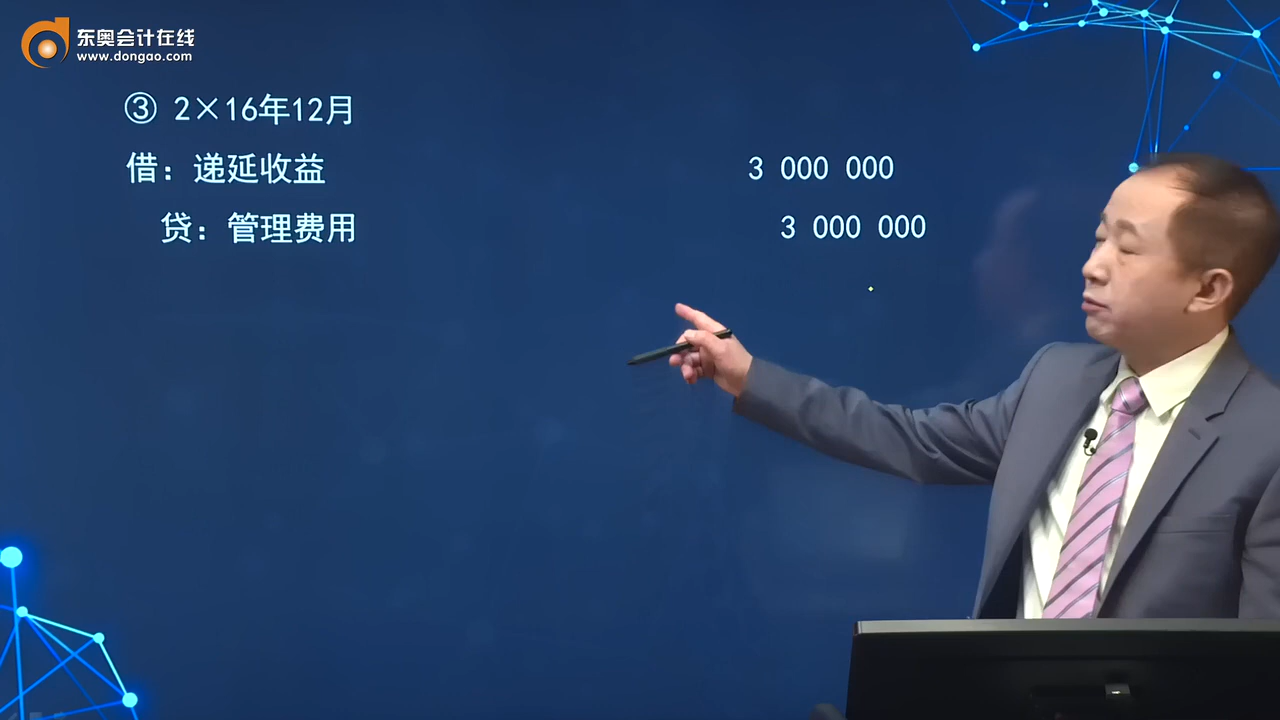 东奥会计在线
www.dongao.com
③ 2×16年12月
借：递延收益 3 000 000
贷：管理费用 3 000 000